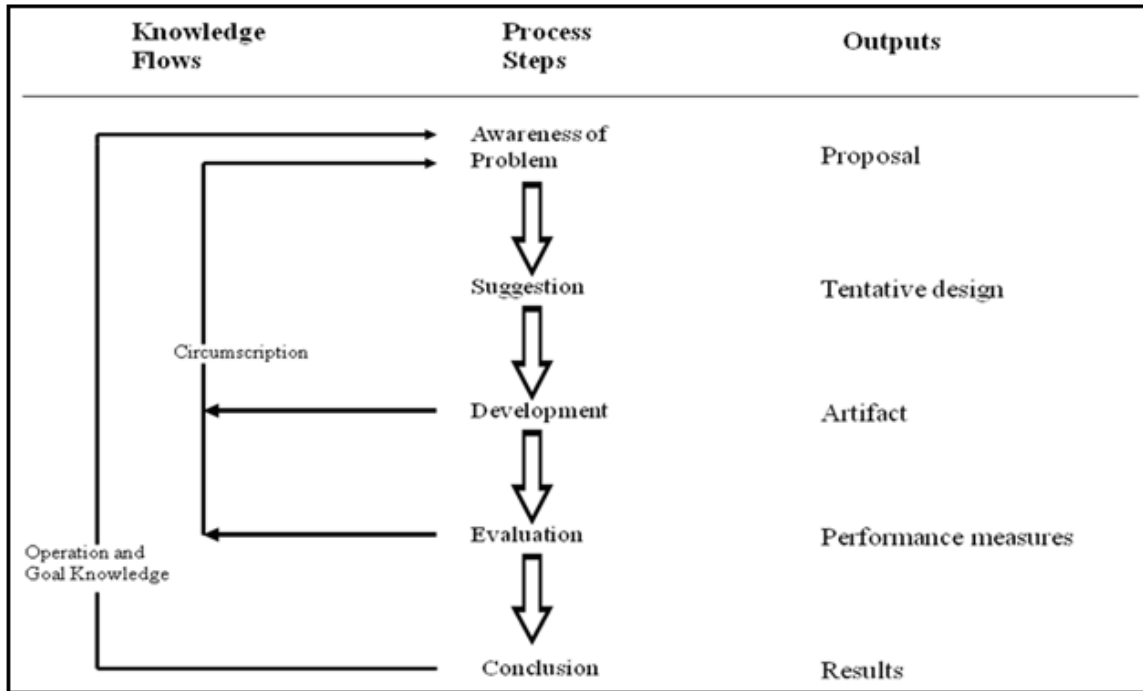 Knowledge
Flows
Process
Steps
Outputs
Awareness of
Problem
Proposal
Suggestion
Tentative design
Circumscription
Development
Artifact
Evaluation
Performance measures
Operation and
Goal Knowledge
Conclusion
Results